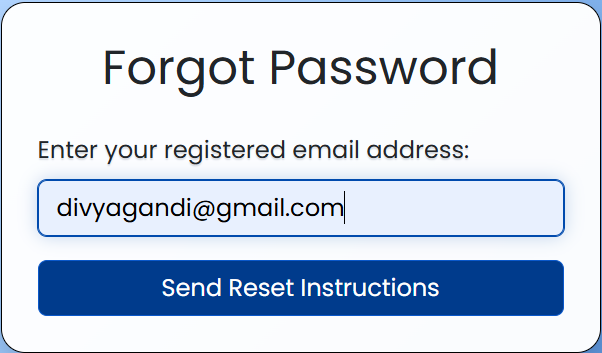 Forgot Password
Enter your registered email address:
divyagandi@gmail.com
Send Reset Instructions